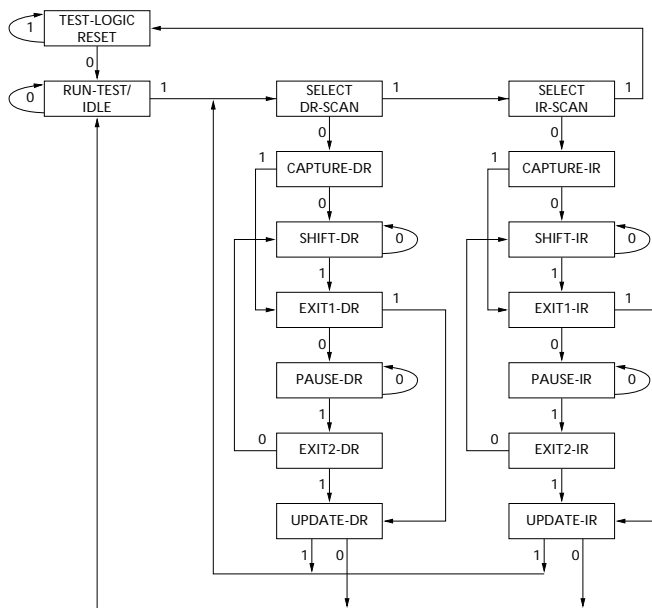 TEST-LOGIC
RESET
1
0
RUN-TEST/
IDLE
0
1
SELECT
DR-SCAN
1
SELECT
IR-SCAN
1
0
0
1
CAPTURE-DR
1
CAPTURE-IR
0
0
SHIFT-DR
0
SHIFT-IR
0
1
1
EXIT1-DR
1
EXIT1-IR
1
0
0
PAUSE-DR
0
PAUSE-IR
0
1
1
0
EXIT2-DR
0
EXIT2-IR
1
1
UPDATE-DR
UPDATE-IR
1
0
1
0